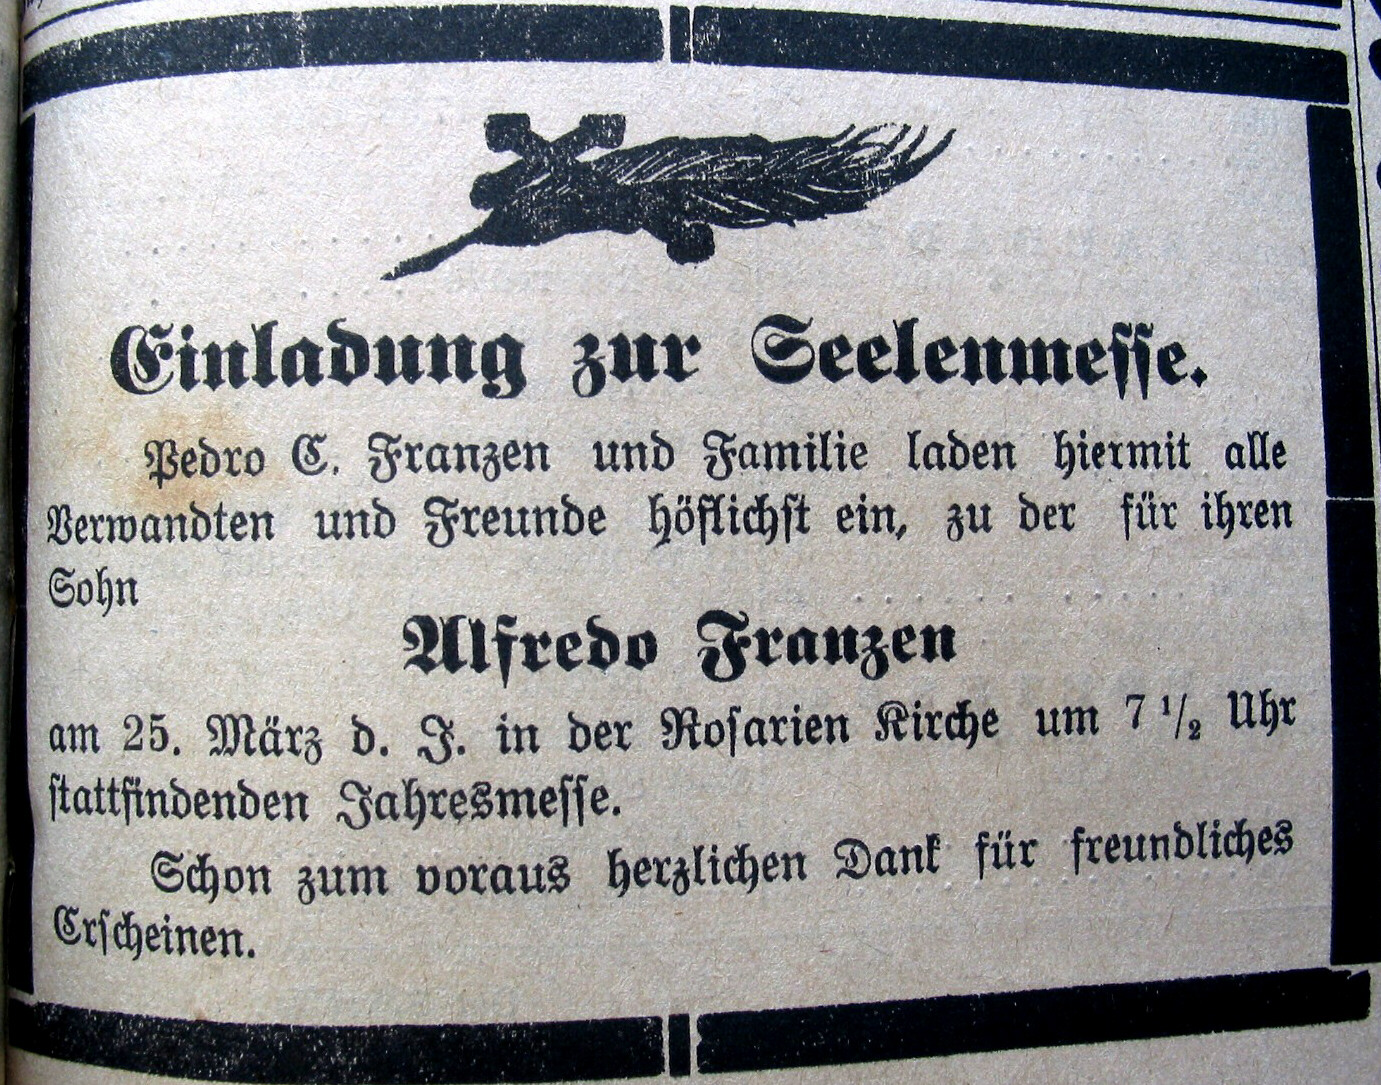 Einladung zur Seelenmesse.
Pedro C. Franzen und Familie laden hiermit alle
Verwandten und Freunde höflichst ein, zu der für ihren
Sohn
Alfredo Franzen
am 25. März d. J. in der Rosarien Kirche um 7 ½ Uhr
stattfindenden Jahresmesse.
Schon zum voraus herzlichen Dank für freundliches
Erscheinen.